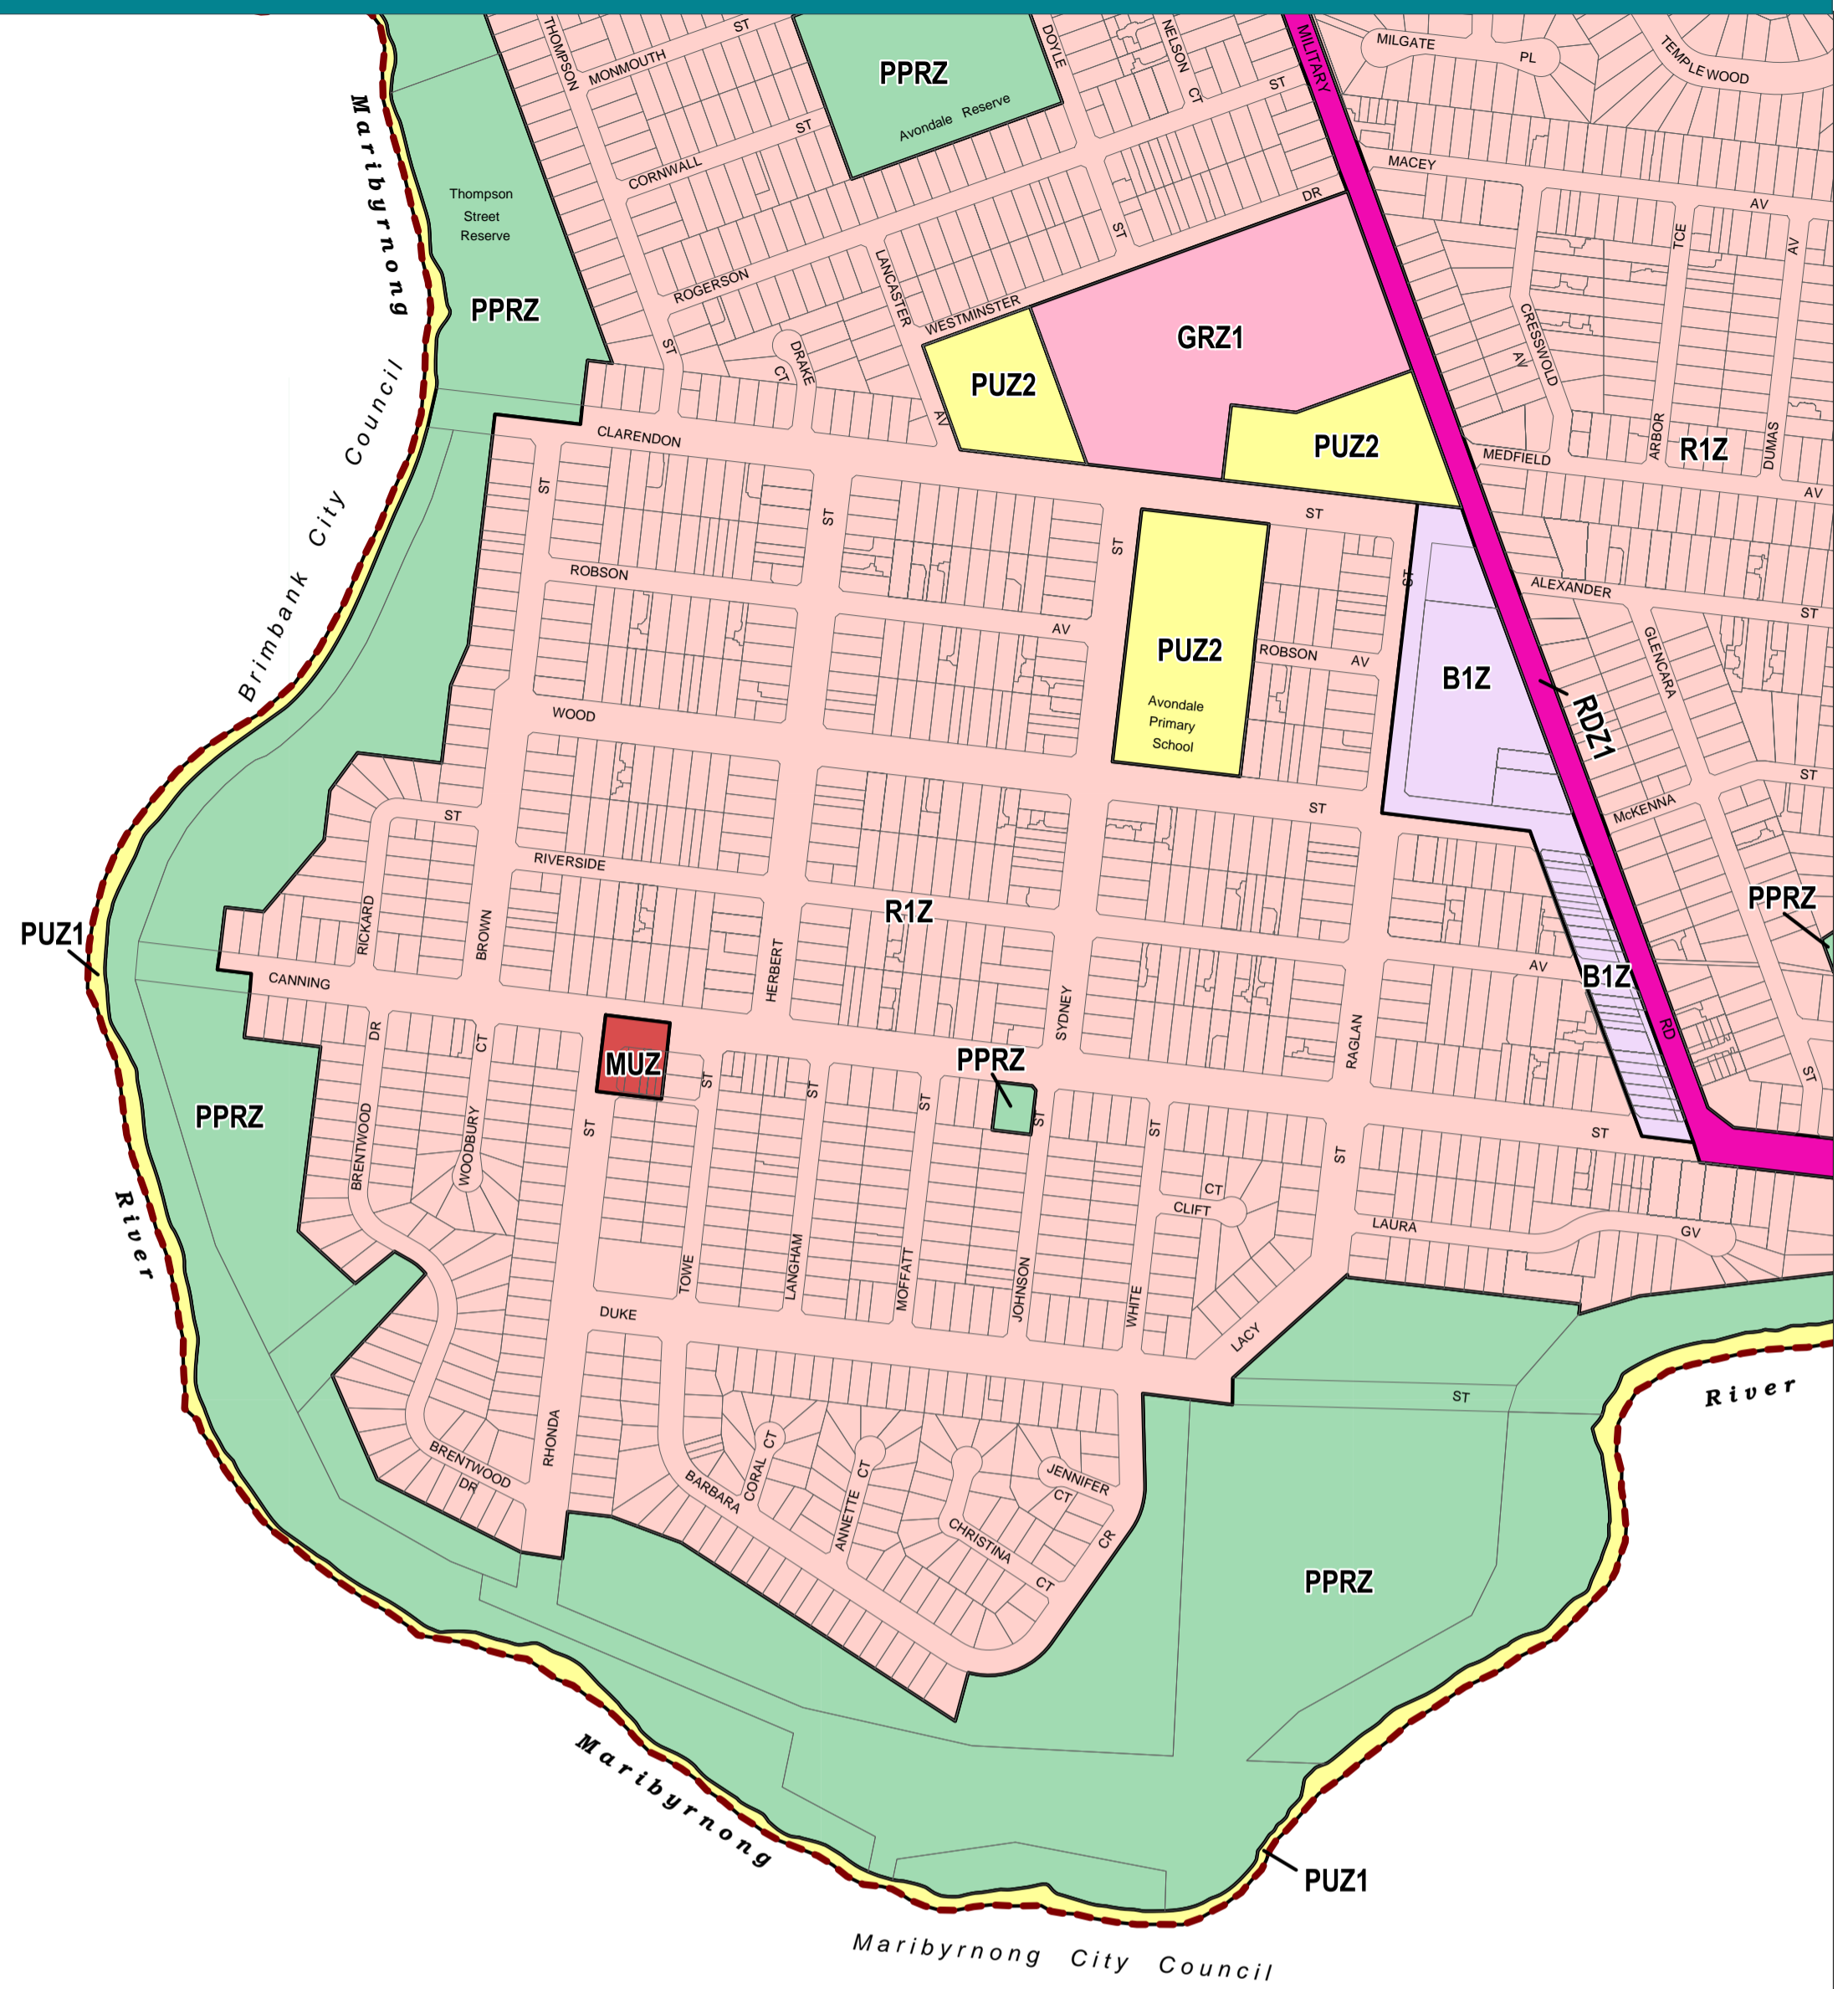 THOMPSON
MONMOUTH
ST
PPRZ
Avondale Reserve
DOYLE
NELSON
CT
ST
MILITARY
MILGATE
PL
TEMPLEWOOD
Maribyrnong
Thompson
Street
Reserve
PPRZ
CORNWALL
ST
ROGERSON
ST
LANCASTER
AV
DRAKE
CT
WESTMINSTER
DR
ST
MACEY
AV
GRZ1
PUZ2
PUZ2
CRESSWOLD
AV
TCE
ARBOR
R1Z
AV
DUMAS
MEDFIELD
AV
Brimbank City Council
CLARENDON
ST
ST
ST
ST
ST
ROBSON
AV
PUZ2
Avondale
Primary
School
ROBSON
AV
B1Z
RDZ1
ALEXANDER
ST
GLENGARA
McKENNA
ST
WOOD
ST
ST
RIVERSIDE
R1Z
AV
B1Z
PPRZ
RD
ST
PUZ1
RICKARD
BROWN
HERBERT
SYDNEY
RAGLAN
CANNING
ST
DR
CT
MUZ
PPRZ
ST
ST
ST
ST
ST
ST
ST
PPRZ
BRENTWOOD
WOODBURY
River
CT
CLIFT
LAURA
GV
TOWE
LANGHAM
MOFFATT
JOHNSON
WHITE
DUKE
LACY
ST
River
RHONDA
BRENTWOOD
DR
BARBARA
CORAL CT
ANNETTE CT
JENNIFER
CT
CHRISTINA
CT
CR
PPRZ
Maribyrnong
PUZ1
Maribyrnong City Council